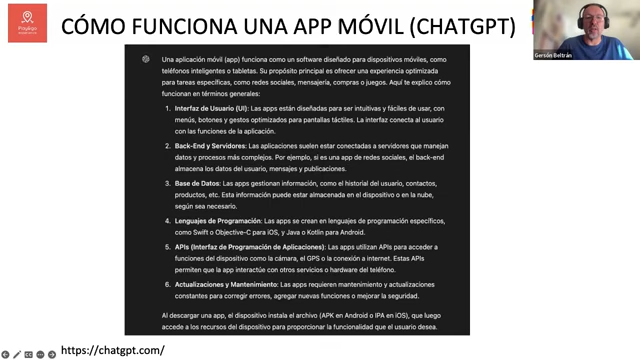 CÓMO FUNCIONA UNA APP MÓVIL (CHATGPT)
Gersón Beltrán
Una aplicación móvil (app) funciona como un software diseñado para dispositivos móviles, como
teléfonos inteligentes o tabletas. Su propósito principal es ofrecer una experiencia optimizada
para tareas específicas, como redes sociales, mensajería, compras o juegos. Aquí te explico cómo
funcionan en términos generales:
1. Interfaz de Usuario (UI): Las apps están diseñadas para ser intuitivas y fáciles de usar, con
menús, botones y gestos optimizados para pantallas táctiles. La interfaz conecta al usuario
con las funciones de la aplicación.
2. Back-End y Servidores: Las aplicaciones suelen estar conectadas a servidores que manejan
datos y procesos más complejos. Por ejemplo, si es una app de redes sociales, el back-end
almacena los datos del usuario, mensajes y publicaciones.
3. Base de Datos: Las apps gestionan información, como el historial del usuario, contactos,
productos, etc. Esta información puede estar almacenada en el dispositivo o en la nube,
según sea necesario.
4. Lenguajes de Programación: Las apps se crean en lenguajes de programación específicos,
como Swift o Objective-C para iOS, y Java o Kotlin para Android.
5. APIs (Interfaz de Programación de Aplicaciones): Las apps utilizan APIs para acceder a
funciones del dispositivo como la cámara, el GPS o la conexión a internet. Estas APIs
permiten que la app interactúe con otros servicios o hardware del teléfono.
6. Actualizaciones y Mantenimiento: Las apps requieren mantenimiento y actualizaciones
constantes para corregir errores, agregar nuevas funciones o mejorar la seguridad.
Al descargar una app, el dispositivo instala el archivo (APK en Android o IPA en iOS), que luego
accede a los recursos del dispositivo para proporcionar la funcionalidad que el usuario desea.
https://chatgpt.com/